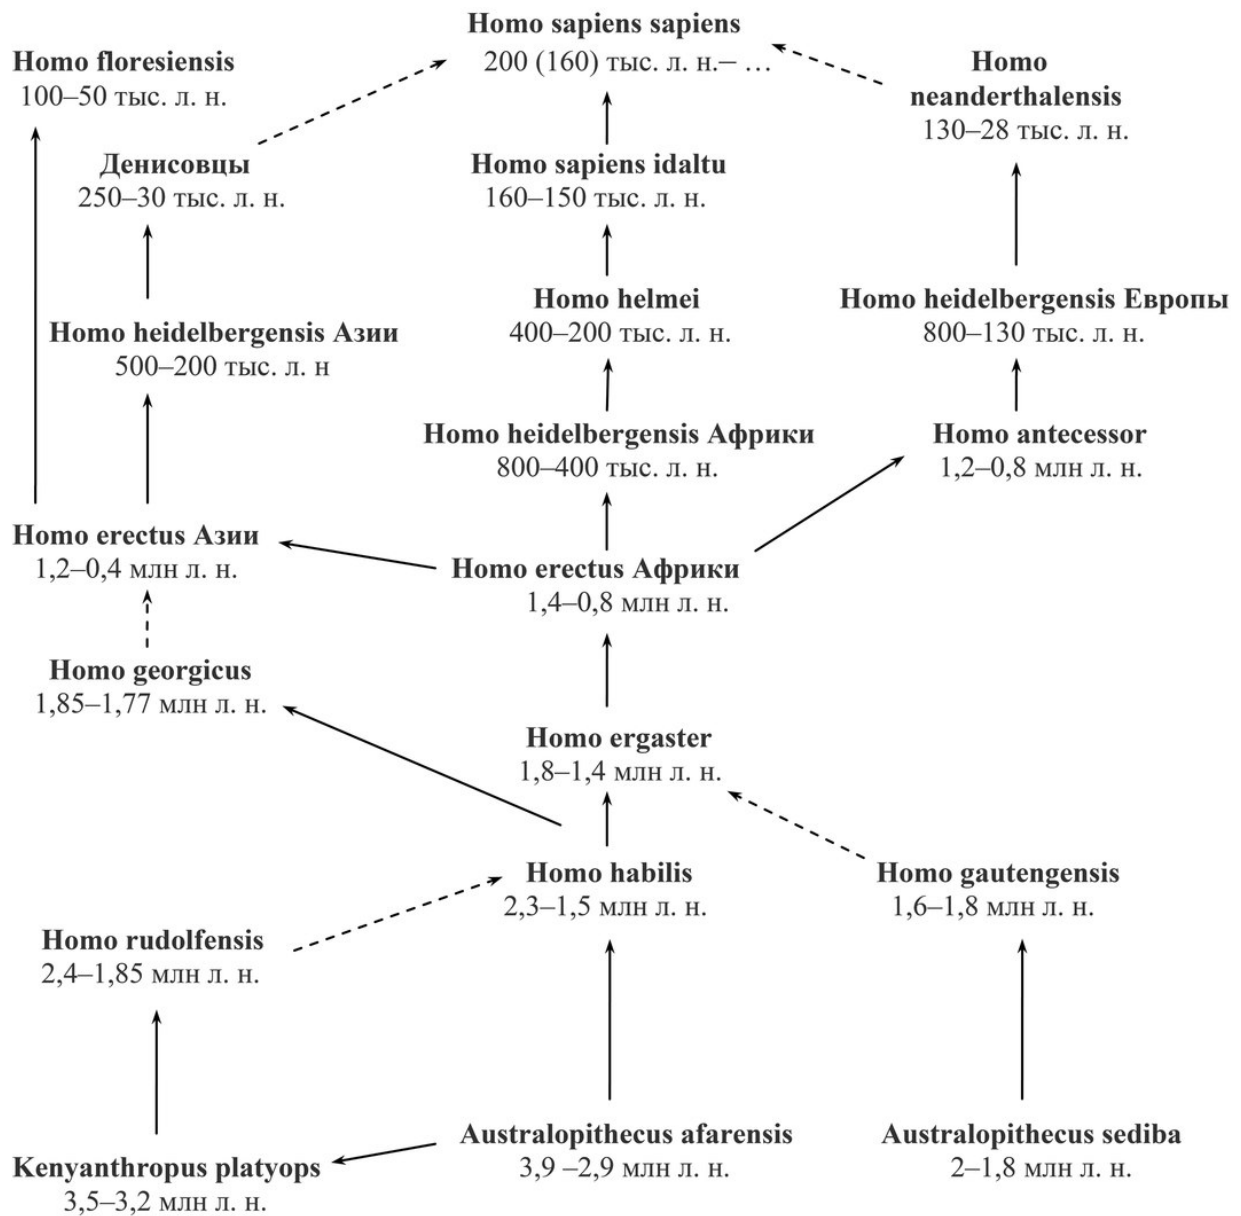 Homo sapiens sapiens
200 (160) тыс. л. н.– …
Homo floresiensis
100–50 тыс. л. н.
Homo
neanderthalensis
130–28 тыс. л. н.
Денисовцы
250–30 тыс. л. н.
Homo sapiens idaltu
160–150 тыс. л. н.
Homo heidelbergensis Азии
500–200 тыс. л. н
Homo helmei
400–200 тыс. л. н.
Homo heidelbergensis Европы
800–130 тыс. л. н.
Homo heidelbergensis Африки
800–400 тыс. л. н.
Homo antecessor
1,2–0,8 млн л. н.
Homo erectus Азии
1,2–0,4 млн л. н.
Homo erectus Африки
1,4–0,8 млн л. н.
Homo georgicus
1,85–1,77 млн л. н.
Homo ergaster
1,8–1,4 млн л. н.
Homo habilis
2,3–1,5 млн л. н.
Homo gautengensis
1,6–1,8 млн л. н.
Homo rudolfensis
2,4–1,85 млн л. н.
Kenyanthropus platyops
3,5–3,2 млн л. н.
Australopithecus afarensis
3,9 –2,9 млн л. н.
Australopithecus sediba
2–1,8 млн л. н.